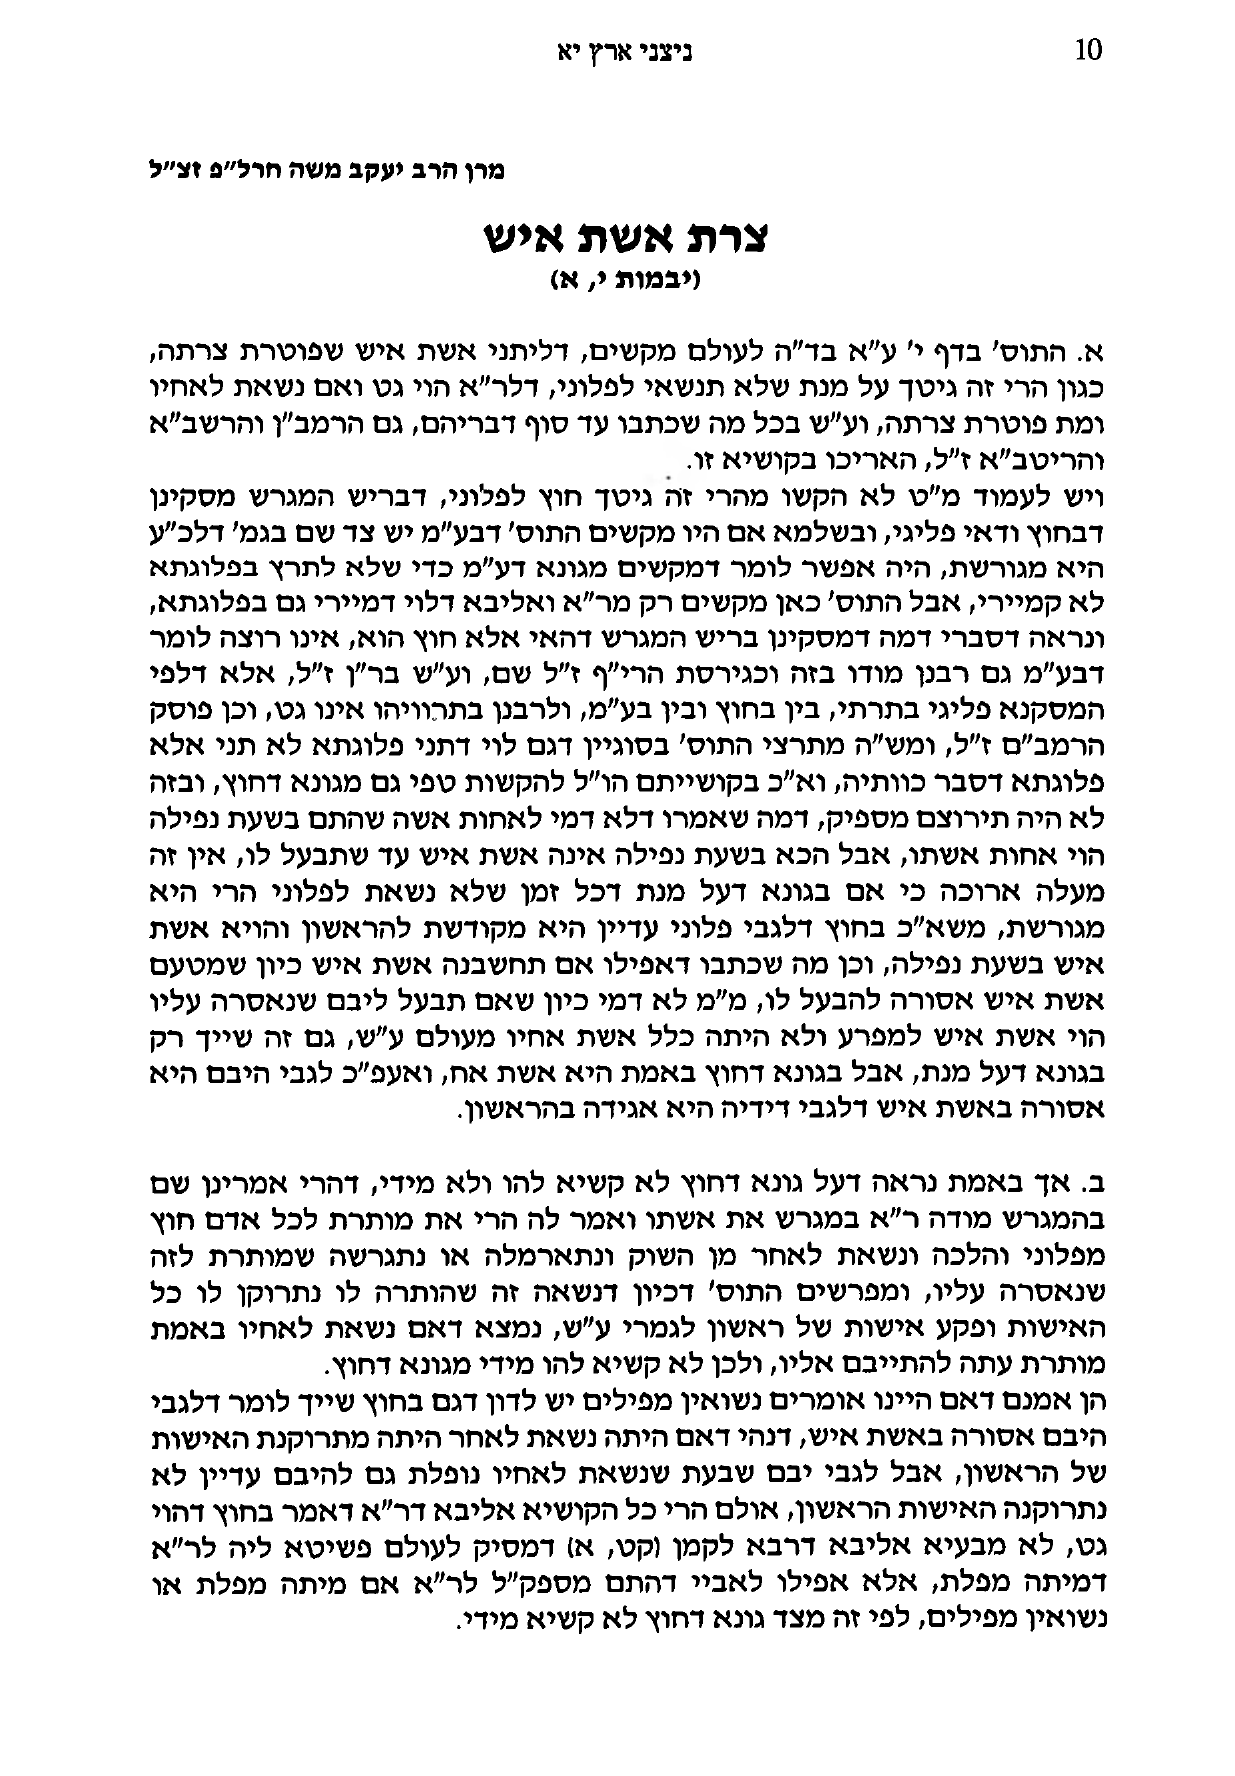 10
ניצני ארץ יא
מרן הרב יעקב משה חרל"פ זצ"ל
צרת אשת איש
(יבמות י, א)
א. התוס' בדף י' ע"א בד"ה לעולם מקשים, דליתני אשת איש שפוטרת צרתה,
כגון הרי זה גיטך על מנת שלא תנשאי לפלוני, דלר"א הוי גט ואם נשאת לאחיו
ומת פוטרת צרתה, וע"ש בכל מה שכתבו עד סוף דבריהם, גם הרמב"ן והרשב"א
והריטב"א ז"ל, האריכו בקושיא זו.
ויש לעמוד מ"ט לא הקשו מהרי זה גיטך חוץ לפלוני, דבריש המגרש מסקינן
דבחוץ ודאי פליגי, ובשלמא אם היו מקשים התוס' דבע"מ יש צד שם בגמ' דלכ"ע
היא מגורשת, היה אפשר לומר דמקשים מגונא דע"מ כדי שלא לתרץ בפלוגתא
לא קמיירי, אבל התוס' כאן מקשים רק מר"א ואליבא דלוי דמיירי גם בפלוגתא,
ונראה דסברי דמה דמסקינן בריש המגרש דהאי אלא חוץ הוא, אינו רוצה לומר
דבע"מ גם רבנן מודו בזה וכגירסת הרי"ף ז"ל שם, וע"ש בר"ן ז"ל, אלא דלפי
המסקנא פליגי בתרתי, בין בחוץ ובין בע"מ, ולרבנן בתרוויהו אינו גט, וכן פוסק
הרמב"ם ז"ל, ומש"ה מתרצי התוס' בסוגיין דגם לוי דתני פלוגתא לא תני אלא
פלוגתא דסבר כוותיה, וא"כ בקושייתם הו"ל להקשות טפי גם מגונא דחוץ, ובזה
לא היה תירוצם מספיק, דמה שאמרו דלא דמי לאחות אשה שהתם בשעת נפילה
הוי אחות אשתו, אבל הכא בשעת נפילה אינה אשת איש עד שתבעל לו, אין זה
מעלה ארוכה כי אם בגונא דעל מנת דכל זמן שלא נשאת לפלוני הרי היא
מגורשת, משא"כ בחוץ דלגבי פלוני עדיין היא מקודשת להראשון והויא אשת
איש בשעת נפילה, וכן מה שכתבו דאפילו אם תחשבנה אשת איש כיון שמטעם
אשת איש אסורה להבעל לו, מ"מ לא דמי כיון שאם תבעל ליבם שנאסרה עליו
הוי אשת איש למפרע ולא היתה כלל אשת אחיו מעולם ע"ש, גם זה שייך רק
בגונא דעל מנת, אבל בגונא דחוץ באמת היא אשת אח, ואעפ"כ לגבי היבם היא
אסורה באשת איש דלגבי דידיה היא אגידה בהראשון.
ב. אך באמת נראה דעל גונא דחוץ לא קשיא להו ולא מידי, דהרי אמרינן שם
בהמגרש מודה ר"א במגרש את אשתו ואמר לה הרי את מותרת לכל אדם חוץ
מפלוני והלכה ונשאת לאחר מן השוק ונתארמלה או נתגרשה שמותרת לזה
שנאסרה עליו, ומפרשים התוס' דכיון דנשאה זה שהותרה לו נתרוקן לו כל
האישות ופקע אישות של ראשון לגמרי ע"ש, נמצא דאם נשאת לאחיו באמת
מותרת עתה להתייבם אליו, ולכן לא קשיא להו מידי מגונא דחוץ.
הן אמנם דאם היינו אומרים נשואין מפילים יש לדון דגם בחוץ שייך לומר דלגבי
היבם אסורה באשת איש, דנהי דאם היתה נשאת לאחר היתה מתרוקנת האישות
של הראשון, אבל לגבי יבם שבעת שנשאת לאחיו נופלת גם להיבם עדיין לא
נתרוקנה האישות הראשון, אולם הרי כל הקושיא אליבא דר"א דאמר בחוץ דהוי
גט, לא מבעיא אליבא דרבא לקמן (קט, א) דמסיק לעולם פשיטא ליה לר"א
דמיתה מפלת, אלא אפילו לאביי דהתם מספק"ל לר"א אם מיתה מפלת או
נשואין מפילים, לפי זה מצד גונא דחוץ לא קשיא מידי.